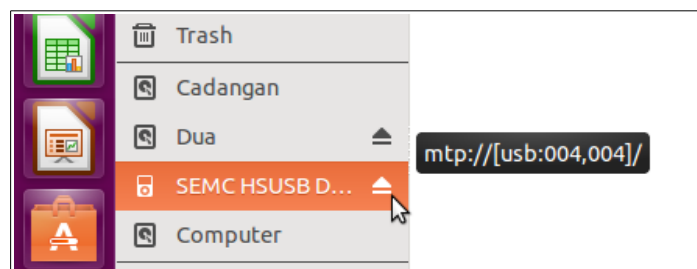 Trash
Cadangan
Dua
SEMC HSUSB D...
mtp://[usb:004,004]/
Computer